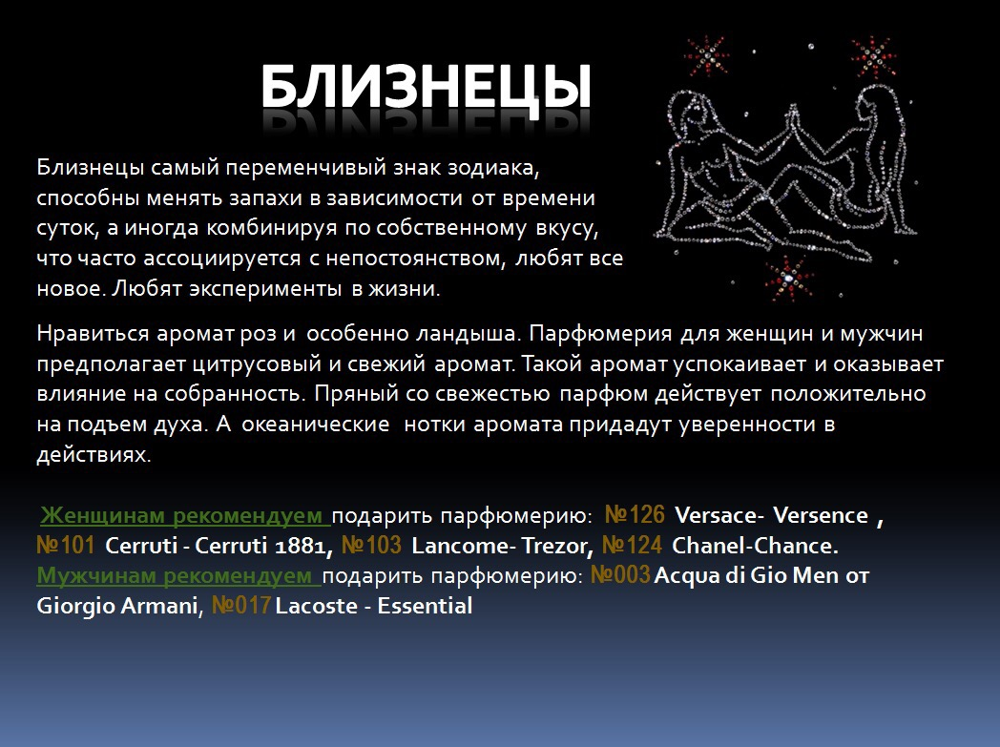 БЛИЗНЕЦЫ
Близнецы самый переменчивый знак зодиака,
способны менять запахи в зависимости от времени
суток, а иногда комбинируя по собственному вкусу,
что часто ассоциируется с непостоянством, любят все
новое. Любят эксперименты в жизни.
Нравиться аромат роз и особенно ландыша. Парфюмерия для женщин и мужчин
предполагает цитрусовый и свежий аромат. Такой аромат успокаивает и оказывает
влияние на собранность. Пряный со свежестью парфюм действует положительно
на подъем духа. А океанические нотки аромата придадут уверенности в
действиях.
Женщинам рекомендуем подарить парфюмерию: №126 Versace- Versence ,
№101 Cerruti - Cerruti 1881, №103 Lancome- Trezor, №124 Chanel-Chance.
Мужчинам рекомендуем подарить парфюмерию: №003 Acqua di Gio Men от
Giorgio Armani, №017 Lacoste - Essential